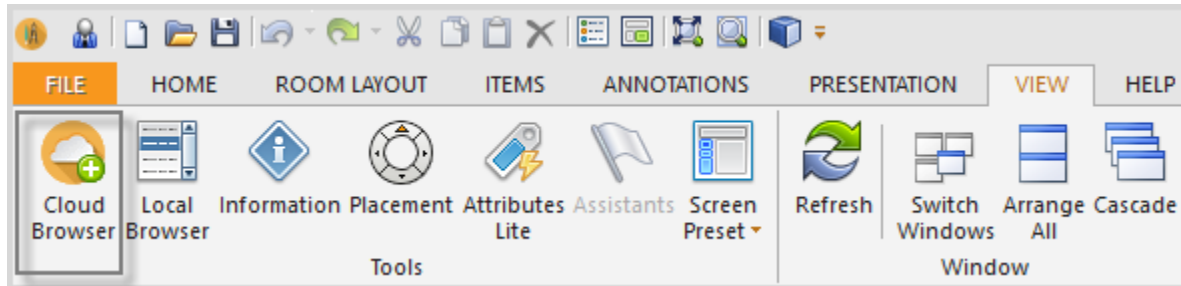 FILE HOME ROOM LAYOUT ITEMS ANNOTATIONS PRESENTATION VIEW HELP
Cloud Local Information Placement Attributes Assistants Screen Refresh Switch Arrange Cascade
Browser Browser Lite Preset Windows All
Tools Window